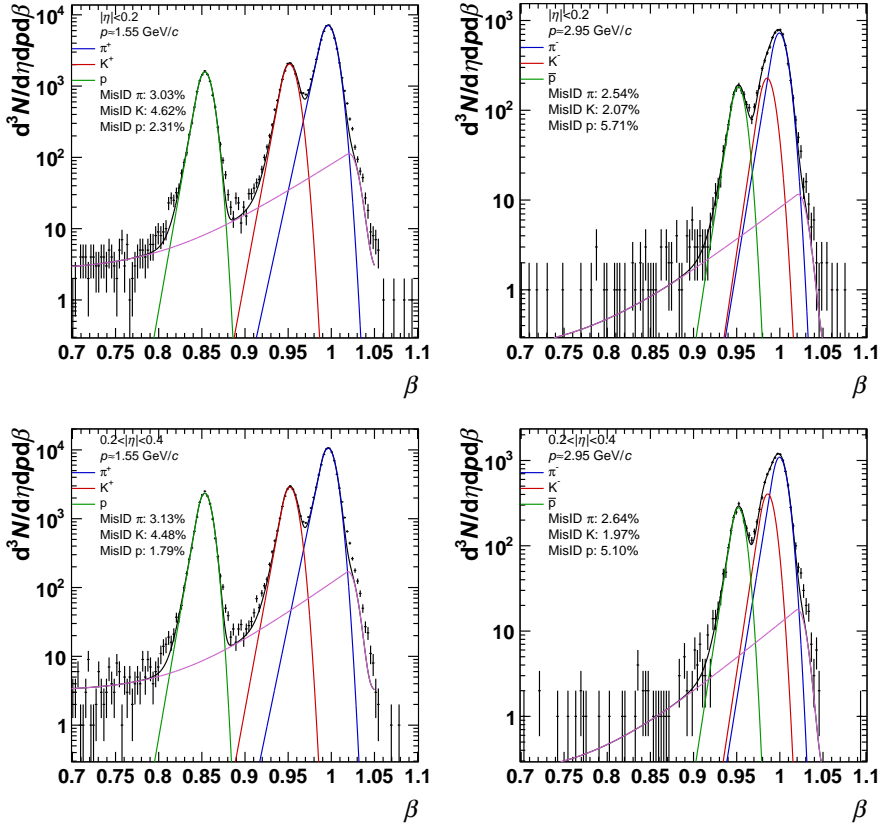 |η|<0.2
p≈1.55 GeV/c
π⁺
K⁺
p
MisID π: 3.03%
MisID K: 4.62%
MisID p: 2.31%
d³N/dηdpdβ
10⁴
10³
10²
10
1
0.7 0.75 0.8 0.85 0.9 0.95 1 1.05 1.1
β
|η|<0.2
p≈2.95 GeV/c
π⁻
K⁻
p̅
MisID π: 2.54%
MisID K: 2.07%
MisID p: 5.71%
d³N/dηdpdβ
10³
10²
10
1
0.7 0.75 0.8 0.85 0.9 0.95 1 1.05 1.1
β
0.2<|η|<0.4
p≈1.55 GeV/c
π⁺
K⁺
p
MisID π: 3.13%
MisID K: 4.48%
MisID p: 1.79%
d³N/dηdpdβ
10⁴
10³
10²
10
1
0.7 0.75 0.8 0.85 0.9 0.95 1 1.05 1.1
β
0.2<|η|<0.4
p≈2.95 GeV/c
π⁻
K⁻
p̅
MisID π: 2.64%
MisID K: 1.97%
MisID p: 5.10%
d³N/dηdpdβ
10³
10²
10
1
0.7 0.75 0.8 0.85 0.9 0.95 1 1.05 1.1
β